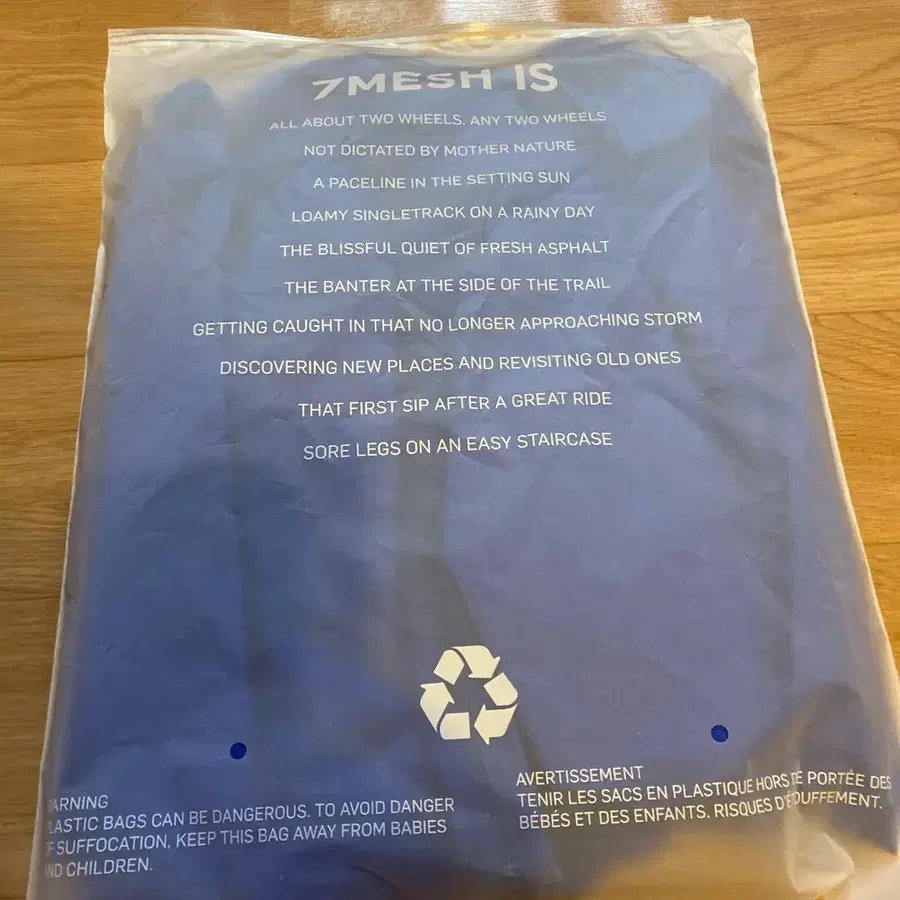 7MESH IS
ALL ABOUT TWO WHEELS. ANY TWO WHEELS
NOT DICTATED BY MOTHER NATURE
A PACELINE IN THE SETTING SUN
LOAMY SINGLETRACK ON A RAINY DAY
THE BLISSFUL QUIET OF FRESH ASPHALT
THE BANTER AT THE SIDE OF THE TRAIL
GETTING CAUGHT IN THAT NO LONGER APPROACHING STORM
DISCOVERING NEW PLACES AND REVISITING OLD ONES
THAT FIRST SIP AFTER A GREAT RIDE
SORE LEGS ON AN EASY STAIRCASE
WARNING
PLASTIC BAGS CAN BE DANGEROUS. TO AVOID DANGER
OF SUFFOCATION, KEEP THIS BAG AWAY FROM BABIES
AND CHILDREN.
AVERTISSEMENT
TENIR LES SACS EN PLASTIQUE HORS DE PORTÉE DES
BÉBÉS ET DES ENFANTS. RISQUES D'ÉTOUFFEMENT.